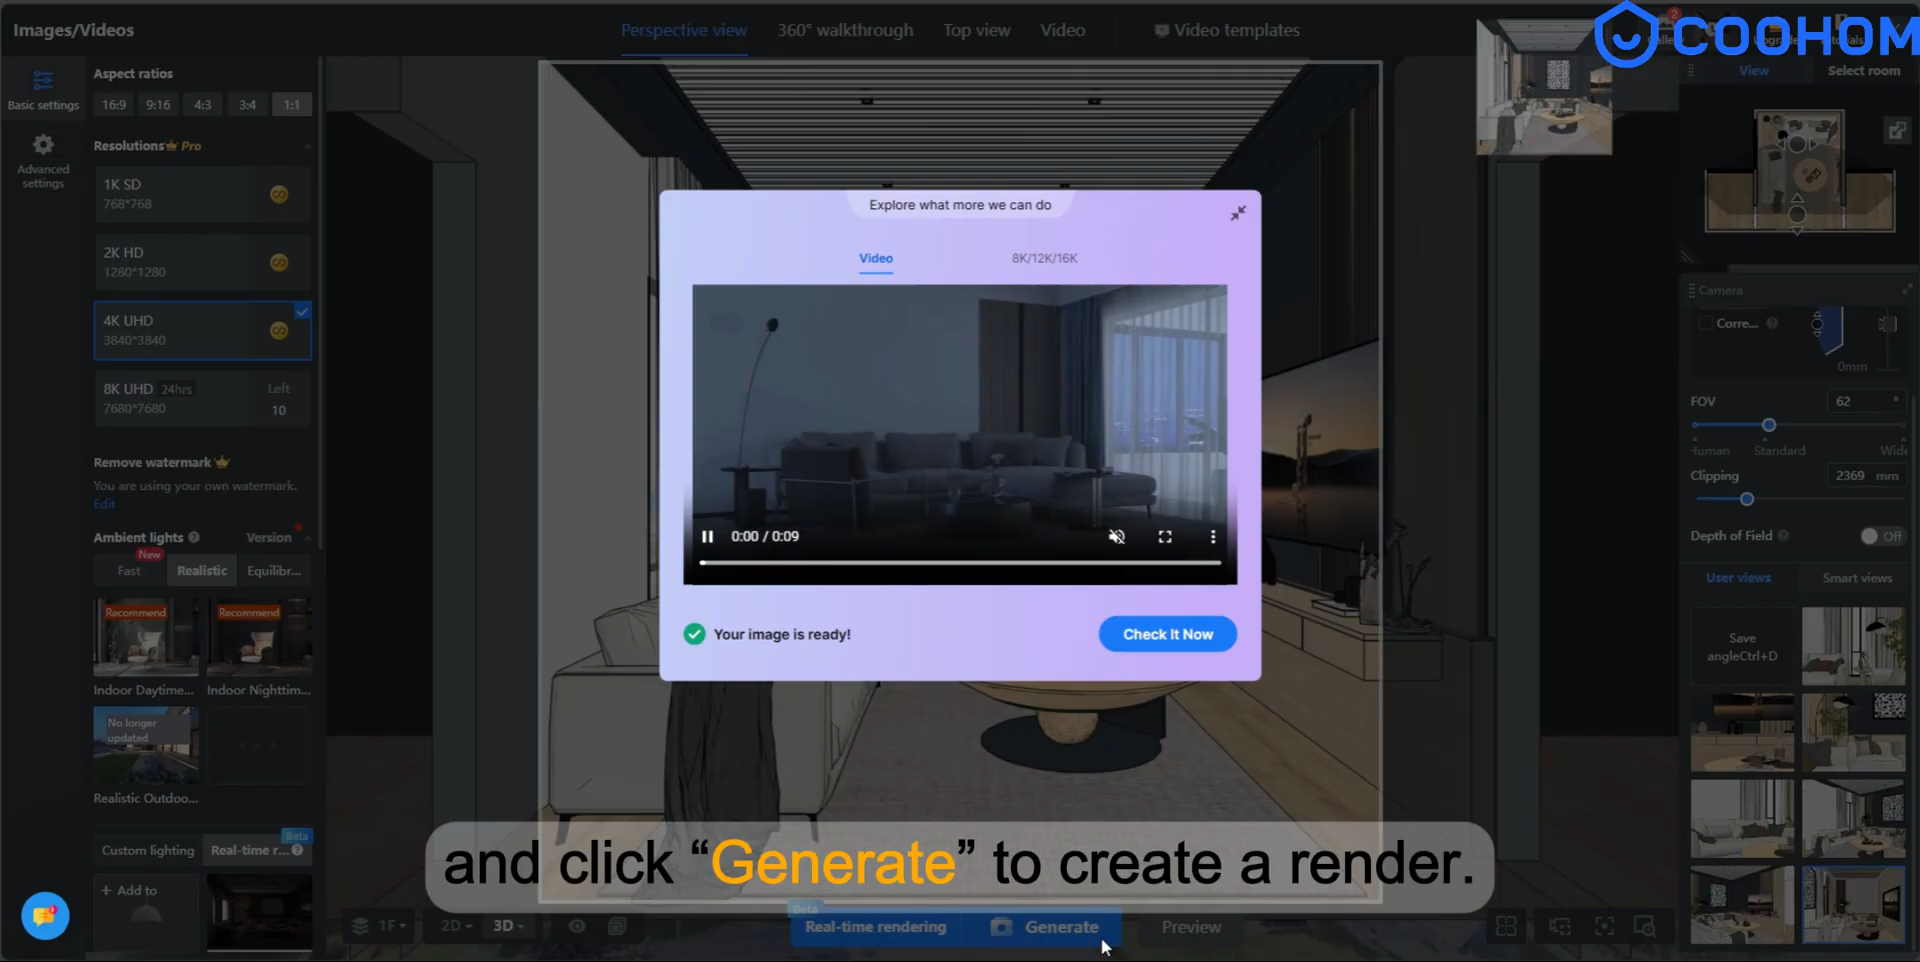 Images/Videos
Perspective view
360° walkthrough
Top view
Video
Video templates
2
COOHOM
Basic settings
Advanced
settings
Aspect ratios
16:9
9:16
4:3
3:4
1:1
Resolutions Pro
1K SD
768*768
2K HD
1280*1280
4K UHD
3840*3840
8K UHD 24hrs
7680*7680
Left
10
Remove watermark
You are using your own watermark.
Edit
Ambient lights
Version
New
Fast
Realistic
Equilibr...
Recommend
Recommend
Indoor Daytime...
Indoor Nighttim...
No longer
updated
Realistic Outdoo...
Beta
Custom lighting
Real-time r...
+ Add to
Explore what more we can do
Video
8K/12K/16K
0:00 / 0:09
Your image is ready!
Check It Now
and click “Generate” to create a render.
1F
2D
3D
Beta
Real-time rendering
Generate
Preview
View
Select room
Camera
Corre...
0mm
FOV
62 °
Human
Standard
Wide
Clipping
2369 mm
Depth of Field
Off
User views
Smart views
Save
angleCtrl+D